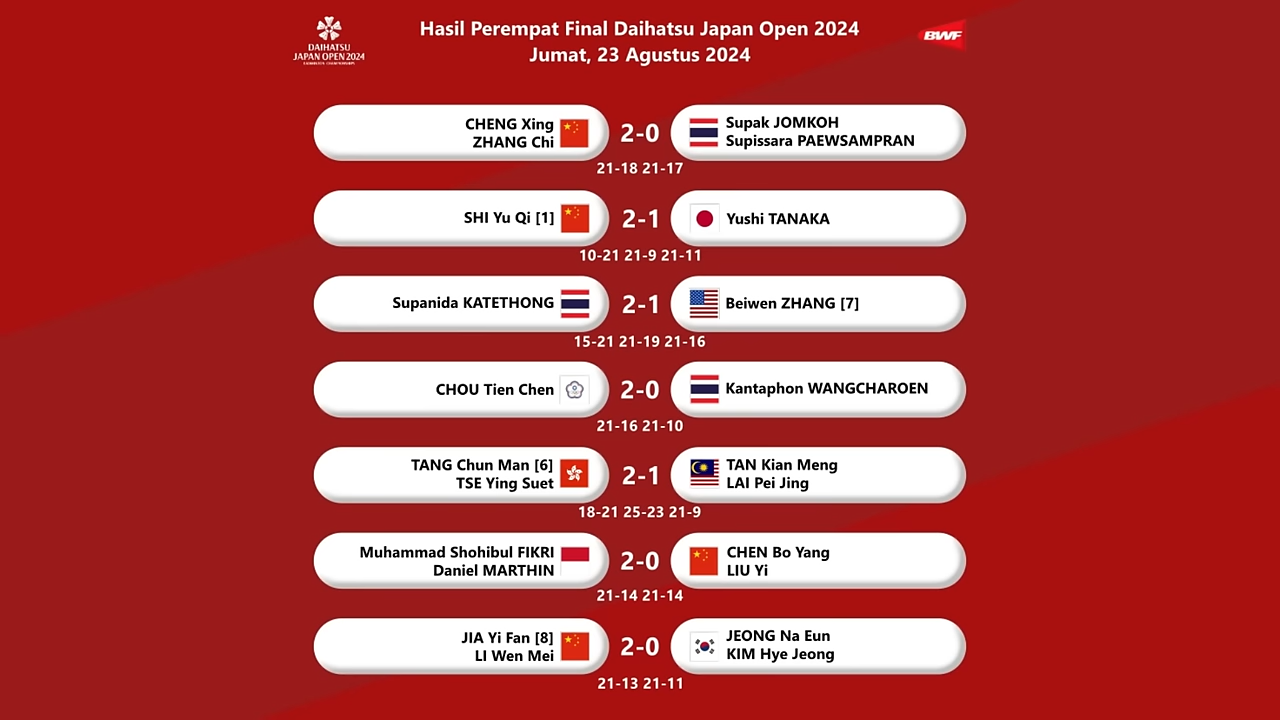 DAIHATSU
JAPAN OPEN 2024
Hasil Perempat Final Daihatsu Japan Open 2024
Jumat, 23 Agustus 2024
BWF
CHENG Xing
ZHANG Chi
2-0
Supak JOMKOH
Supissara PAEWSAMPRAN
21-18 21-17
SHI Yu Qi [1]
2-1
Yushi TANAKA
10-21 21-9 21-11
Supanida KATETHONG
2-1
Beiwen ZHANG [7]
15-21 21-19 21-16
CHOU Tien Chen
2-0
Kantaphon WANGCHAROEN
21-16 21-10
TANG Chun Man [6]
TSE Ying Suet
2-1
TAN Kian Meng
LAI Pei Jing
18-21 25-23 21-9
Muhammad Shohibul FIKRI
Daniel MARTHIN
2-0
CHEN Bo Yang
LIU Yi
21-14 21-14
JIA Yi Fan [8]
LI Wen Mei
2-0
JEONG Na Eun
KIM Hye Jeong
21-13 21-11